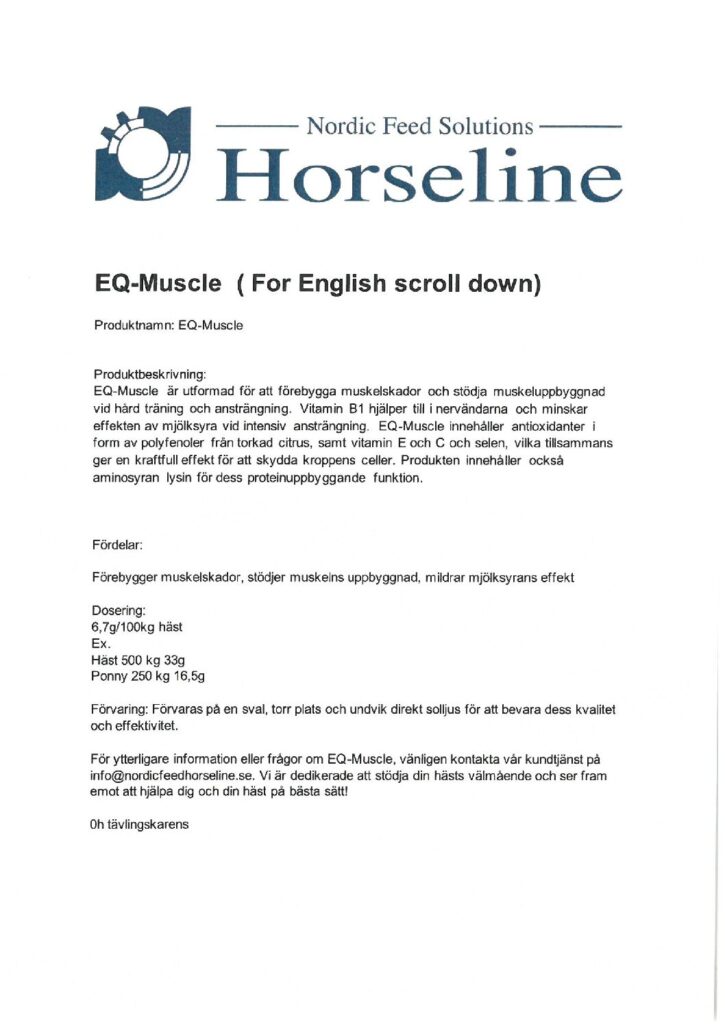 Nordic Feed Solutions
Horseline
EQ-Muscle ( For English scroll down)
Produktnamn: EQ-Muscle
Produktbeskrivning:
EQ-Muscle är utformad för att förebygga muskelskador och stödja muskeluppbyggnad
vid hård träning och ansträngning. Vitamin B1 hjälper till i nervändarna och minskar
effekten av mjölksyra vid intensiv ansträngning. EQ-Muscle innehåller antioxidanter i
form av polyfenoler från torkad citrus, samt vitamin E och C och selen, vilka tillsammans
ger en kraftfull effekt för att skydda kroppens celler. Produkten innehåller också
aminosyran lysin för dess proteinuppbyggande funktion.
Fördelar:
Förebygger muskelskador, stödjer muskelns uppbyggnad, mildrar mjölksyrans effekt
Dosering:
6,7g/100kg häst
Ex.
Häst 500 kg 33g
Ponny 250 kg 16,5g
Förvaring: Förvaras på en sval, torr plats och undvik direkt solljus för att bevara dess kvalitet
och effektivitet.
För ytterligare information eller frågor om EQ-Muscle, vänligen kontakta vår kundtjänst på
info@nordicfeedhorseline.se. Vi är dedikerade att stödja din hästs välmående och ser fram
emot att hjälpa dig och din häst på bästa sätt!
0h tävlingskarens